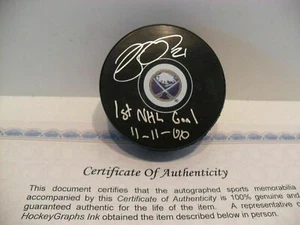 21
1st NHL Goal
11-11-00
Certificate Of Authenticity
This document certifies that the autographed sports memorabilia
accompanied by this Certificate of Authenticity is 100% genuine and
guaranteed authentic for the life of the item. A representative
HockeyGraphs Ink obtained the item described below in person.